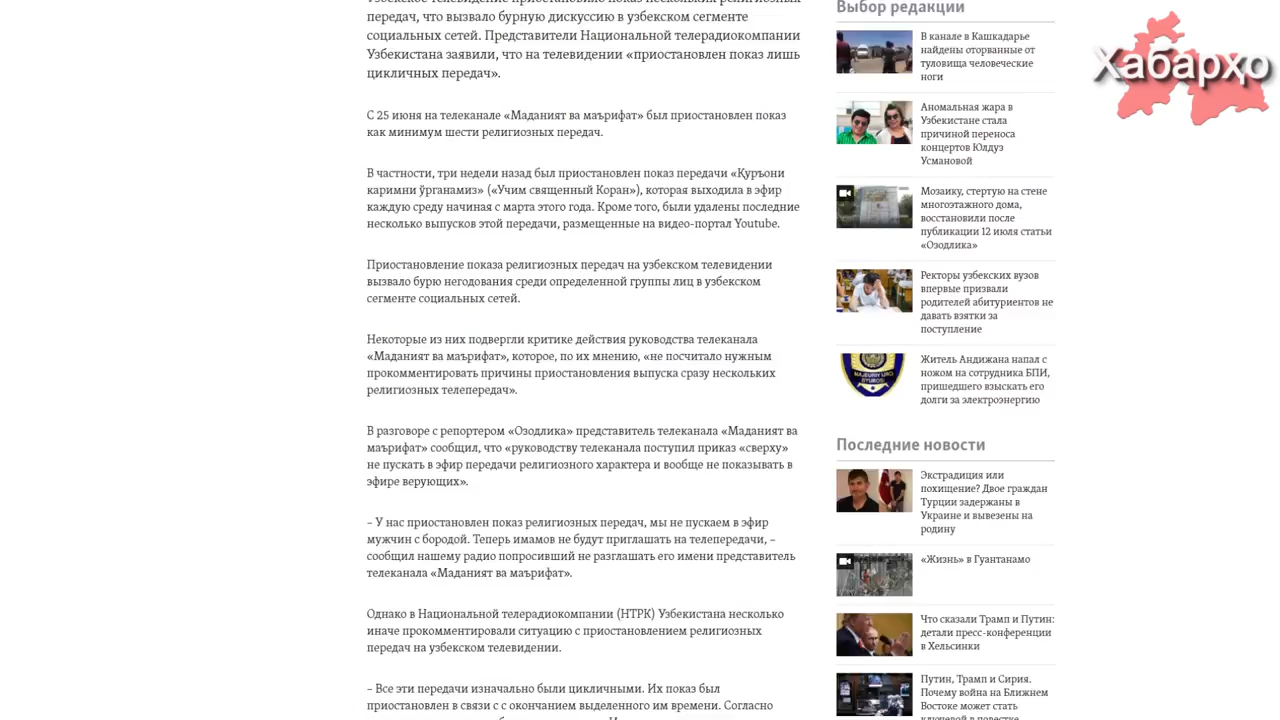 Узбекское телевидение приостановило показ нескольких религиозных
передач, что вызвало бурную дискуссию в узбекском сегменте
социальных сетей. Представители Национальной телерадиокомпании
Узбекистана заявили, что на телевидении «приостановлен показ лишь
цикличных передач».
С 25 июня на телеканале «Маданият ва маърифат» был приостановлен показ
как минимум шести религиозных передач.
В частности, три недели назад был приостановлен показ передачи «Қуръони
каримни ўрганамиз» («Учим священный Коран»), которая выходила в эфир
каждую среду начиная с марта этого года. Кроме того, были удалены последние
несколько выпусков этой передачи, размещенные на видео-портал Youtube.
Приостановление показа религиозных передач на узбекском телевидении
вызвало бурю негодования среди определенной группы лиц в узбекском
сегменте социальных сетей.
Некоторые из них подвергли критике действия руководства телеканала
«Маданият ва маърифат», которое, по их мнению, «не посчитало нужным
прокомментировать причины приостановления выпуска сразу нескольких
религиозных телепередач».
В разговоре с репортером «Озодлика» представитель телеканала «Маданият ва
маърифат» сообщил, что «руководству телеканала поступил приказ «сверху»
не пускать в эфир передачи религиозного характера и вообще не показывать в
эфире верующих».
– У нас приостановлен показ религиозных передач, мы не пускаем в эфир
мужчин с бородой. Теперь имамов не будут приглашать на телепередачи, –
сообщил нашему радио попросивший не разглашать его имени представитель
телеканала «Маданият ва маърифат».
Однако в Национальной телерадиокомпании (НТРК) Узбекистана несколько
иначе прокомментировали ситуацию с приостановлением религиозных
передач на узбекском телевидении.
– Все эти передачи изначально были цикличными. Их показ был
приостановлен в связи с с окончанием выделенного им времени. Согласно
Выбор редакции
В канале в Кашкадарье
найдены оторванные от
туловища человеческие
ноги
Аномальная жара в
Узбекистане стала
причиной переноса
концертов Юлдуз
Усмановой
Мозаику, стертую на стене
многоэтажного дома,
восстановили после
публикации 12 июля статьи
«Озодлика»
Ректоры узбекских вузов
впервые призвали
родителей абитуриентов не
давать взятки за
поступление
Житель Андижана напал с
ножом на сотрудника БПИ,
пришедшего взыскать его
долги за электроэнергию
Последние новости
Экстрадиция или
похищение? Двое граждан
Турции задержаны в
Украине и вывезены на
родину
«Жизнь» в Гуантанамо
Что сказали Трамп и Путин:
детали пресс-конференции
в Хельсинки
Путин, Трамп и Сирия.
Почему война на Ближнем
Востоке может стать
ключевой в повестке
Хабарҳо